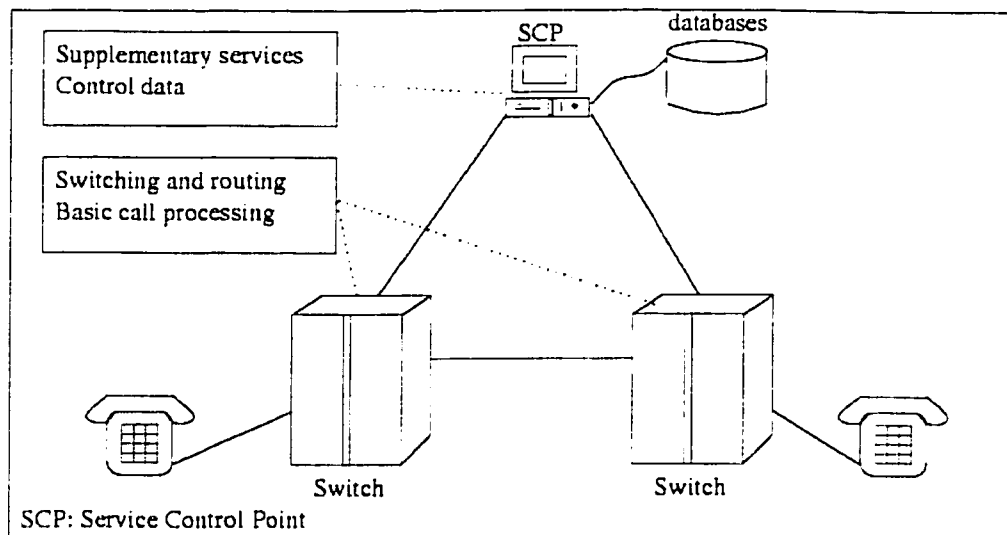 databases
SCP
Supplementary services
Control data
Switching and routing
Basic call processing
Switch
Switch
SCP: Service Control Point